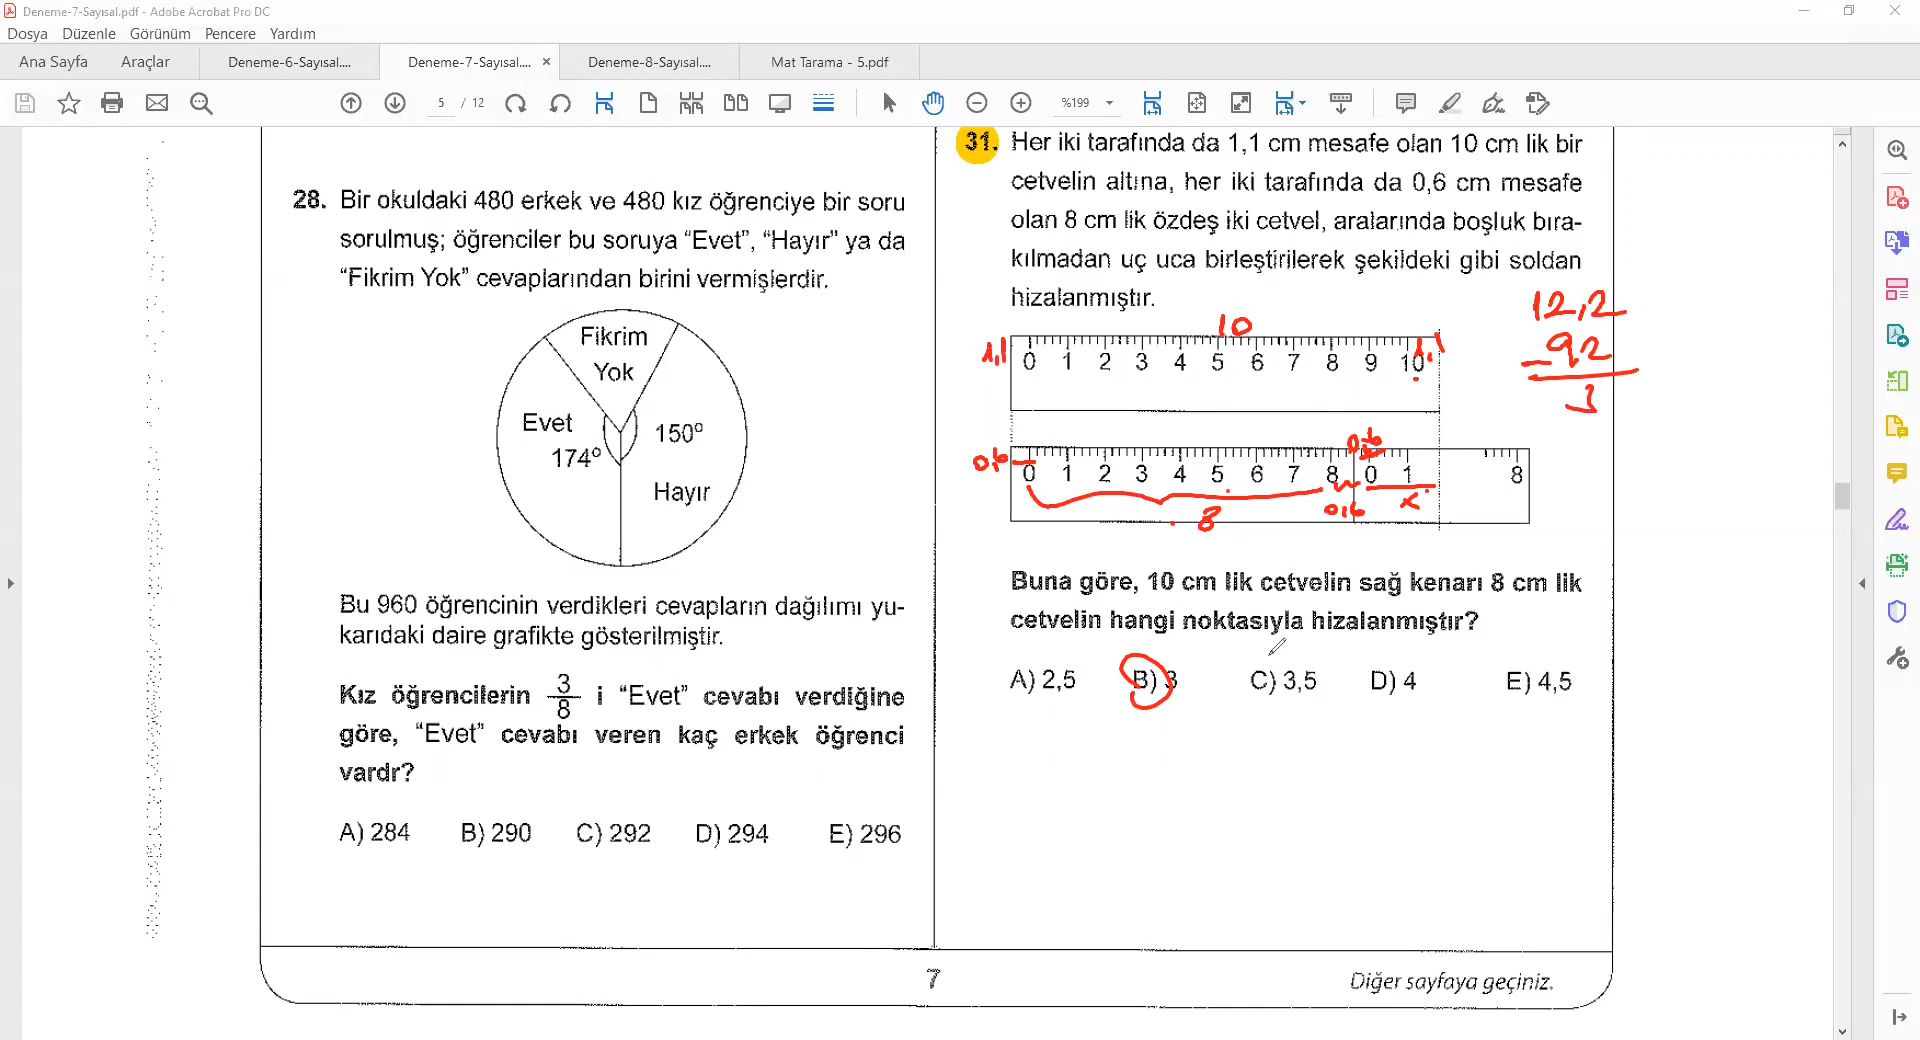 Deneme-7-Sayısal.pdf - Adobe Acrobat Pro DC
Dosya Düzenle Görünüm Pencere Yardım
Ana Sayfa Araçlar Deneme-6-Sayısal.... Deneme-7-Sayısal.... × Deneme-8-Sayısal.... Mat Tarama - 5.pdf
5 / 12 %199
28. Bir okuldaki 480 erkek ve 480 kız öğrenciye bir soru
sorulmuş; öğrenciler bu soruya “Evet”, “Hayır” ya da
“Fikrim Yok” cevaplarından birini vermişlerdir.
Fikrim
Yok
Evet
174°
150°
Hayır
Bu 960 öğrencinin verdikleri cevapların dağılımı yu-
karıdaki daire grafikte gösterilmiştir.
Kız öğrencilerin 3/8 i “Evet” cevabı verdiğine
göre, “Evet” cevabı veren kaç erkek öğrenci
vardr?
A) 284 B) 290 C) 292 D) 294 E) 296
31. Her iki tarafında da 1,1 cm mesafe olan 10 cm lik bir
cetvelin altına, her iki tarafında da 0,6 cm mesafe
olan 8 cm lik özdeş iki cetvel, aralarında boşluk bıra-
kılmadan uç uca birleştirilerek şekildeki gibi soldan
hizalanmıştır.
12,2
- 92
3
10
1,1 0 1 2 3 4 5 6 7 8 9 10 1,1
0,6
0,6 0 1 2 3 4 5 6 7 8 0 1 8
8 0,6 x
Buna göre, 10 cm lik cetvelin sağ kenarı 8 cm lik
cetvelin hangi noktasıyla hizalanmıştır?
A) 2,5 B) 3 C) 3,5 D) 4 E) 4,5
7
Diğer sayfaya geçiniz.